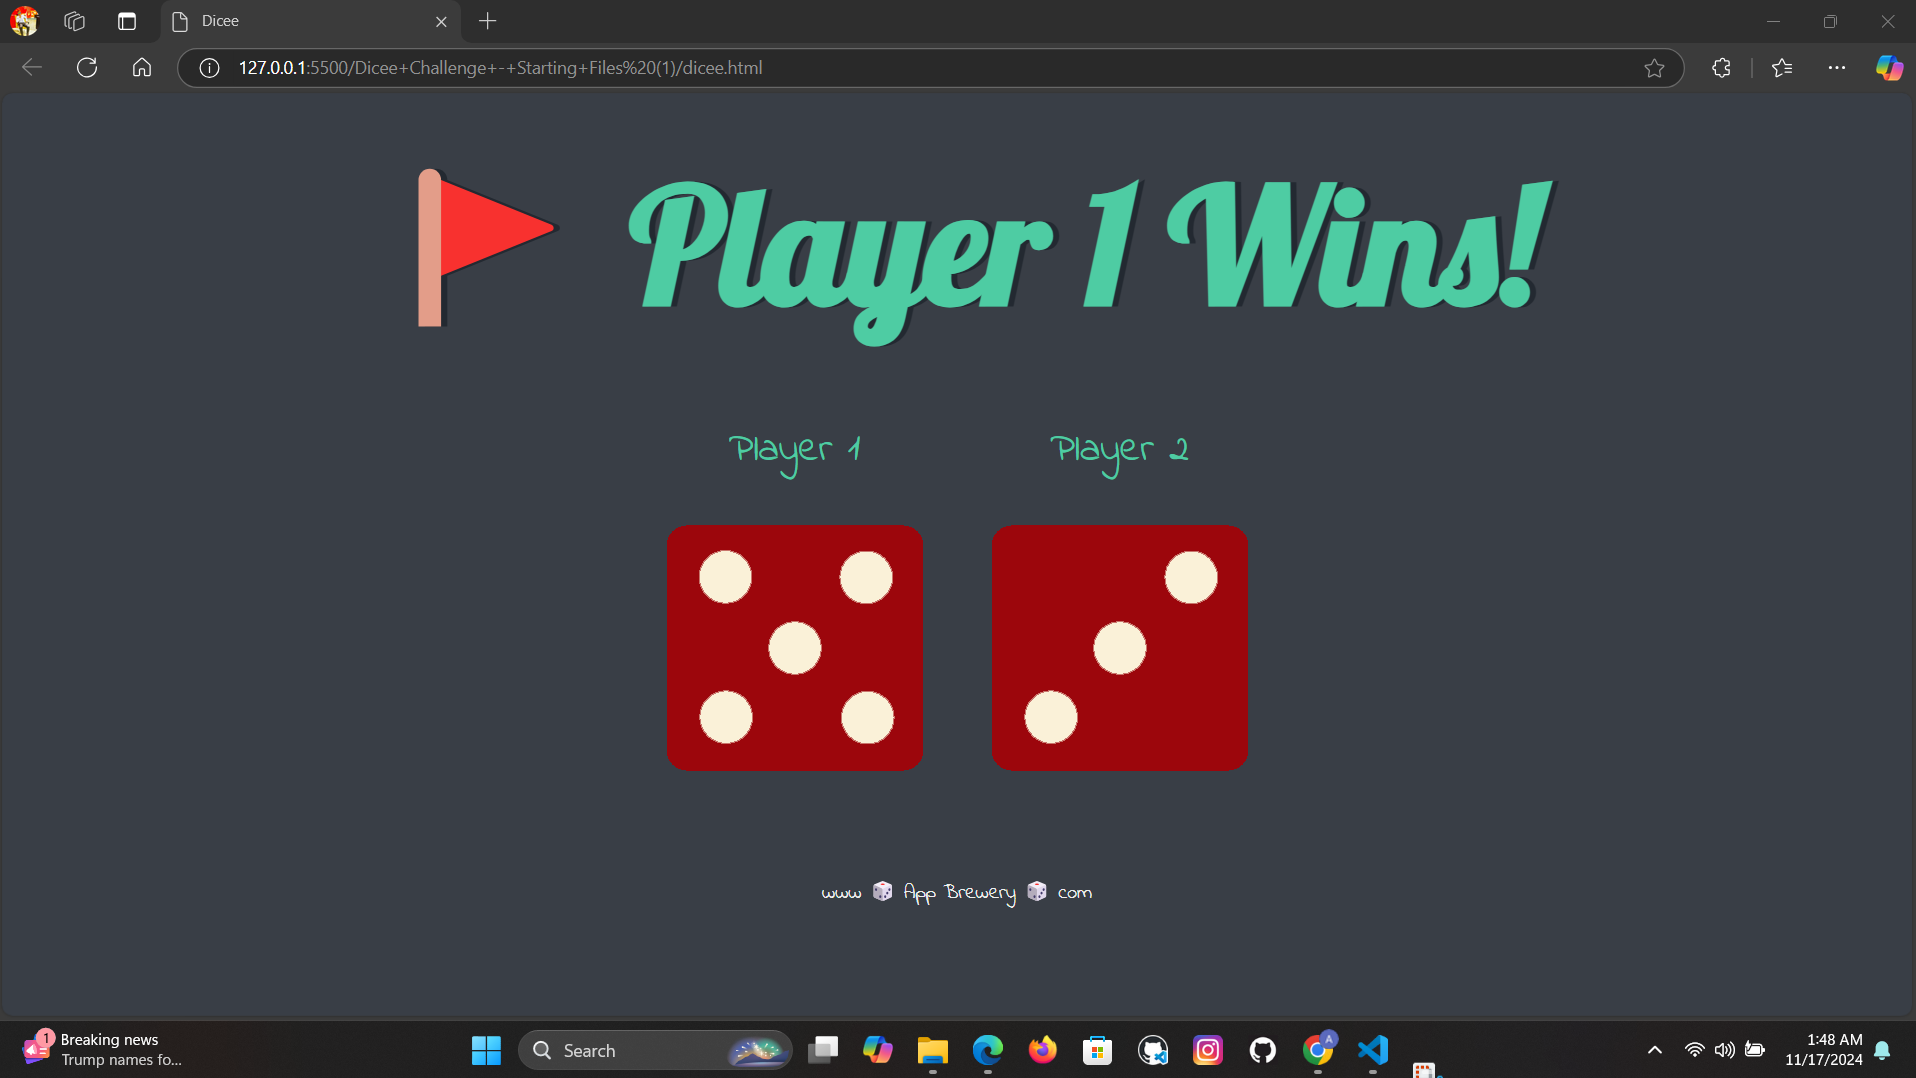 Dicee
127.0.0.1:5500/Dicee+Challenge+-+Starting+Files%20(1)/dicee.html
🚩 Player 1 Wins!
Player 1
Player 2
www 🎲 App Brewery 🎲 com
1
Breaking news
Trump names fo...
Search
A
1:48 AM
11/17/2024